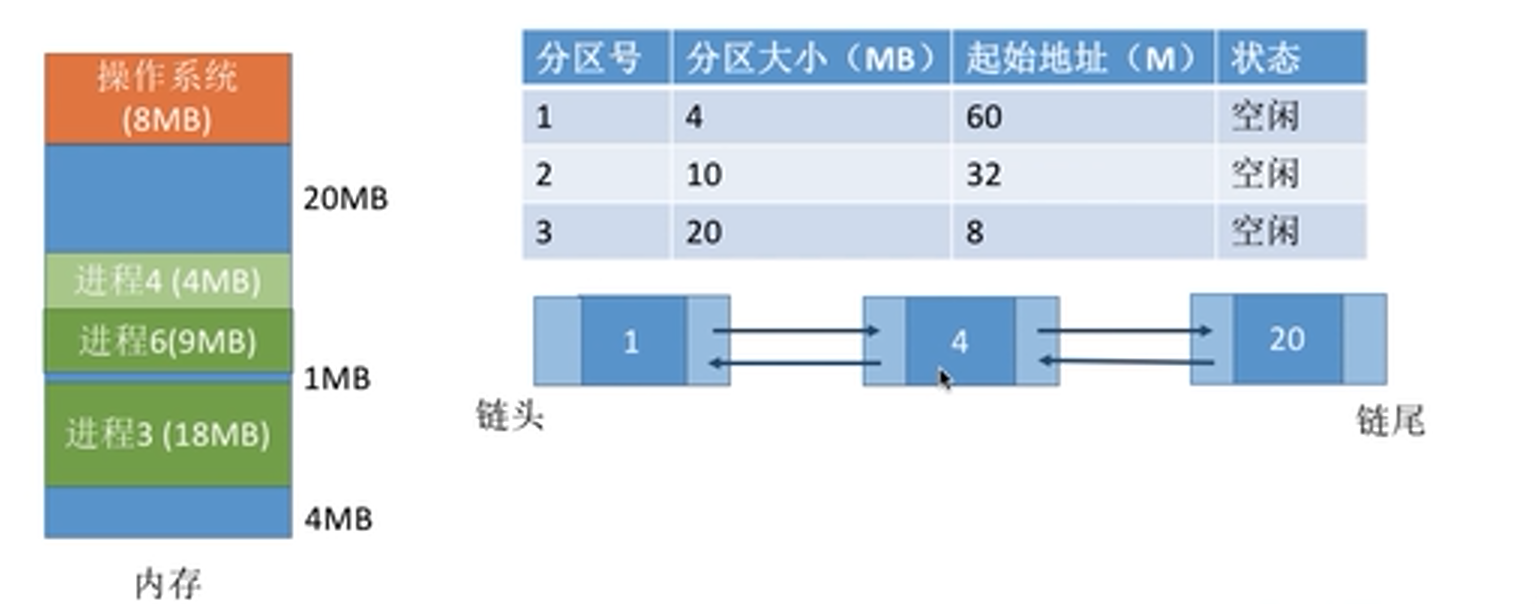 操作系统
(8MB)
20MB
进程4 (4MB)
进程6(9MB)
1MB
进程3 (18MB)
4MB
内存
分区号 分区大小（MB） 起始地址（M） 状态
1 4 60 空闲
2 10 32 空闲
3 20 8 空闲
1 4 20
链头 链尾